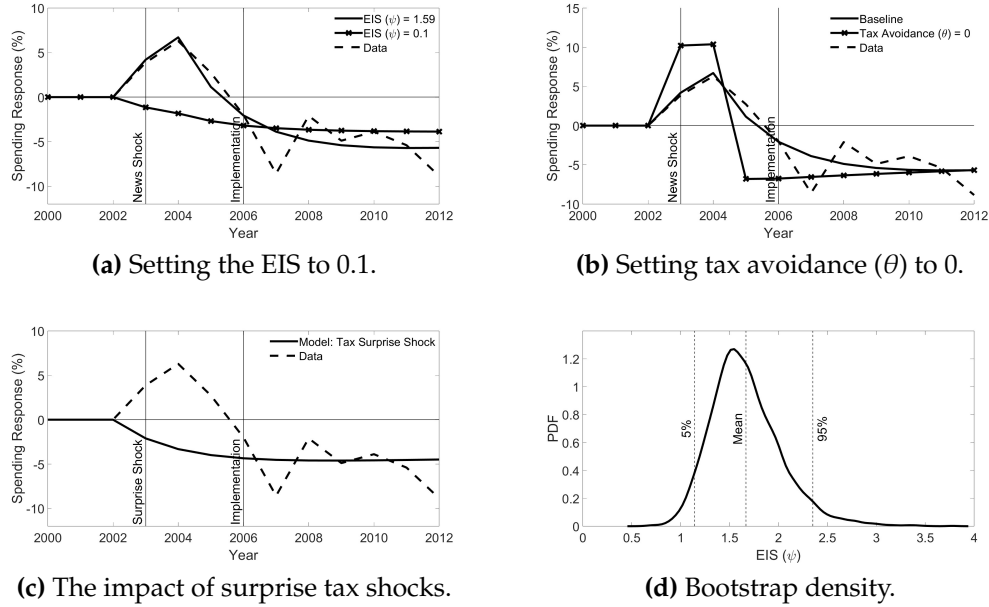 10
5
0
-5
-10
Spending Response (%)
2000 2002 2004 2006 2008 2010 2012
Year
News Shock
Implementation
EIS (ψ) = 1.59
EIS (ψ) = 0.1
Data
(a) Setting the EIS to 0.1.
15
10
5
0
-5
-10
Spending Response (%)
2000 2002 2004 2006 2008 2010 2012
Year
News Shock
Implementation
Baseline
Tax Avoidance (θ) = 0
Data
(b) Setting tax avoidance (θ) to 0.
10
5
0
-5
-10
Spending Response (%)
2000 2002 2004 2006 2008 2010 2012
Year
Surprise Shock
Implementation
Model: Tax Surprise Shock
Data
(c) The impact of surprise tax shocks.
1.2
1
0.8
0.6
0.4
0.2
0
PDF
0 0.5 1 1.5 2 2.5 3 3.5 4
EIS (ψ)
5%
Mean
95%
(d) Bootstrap density.